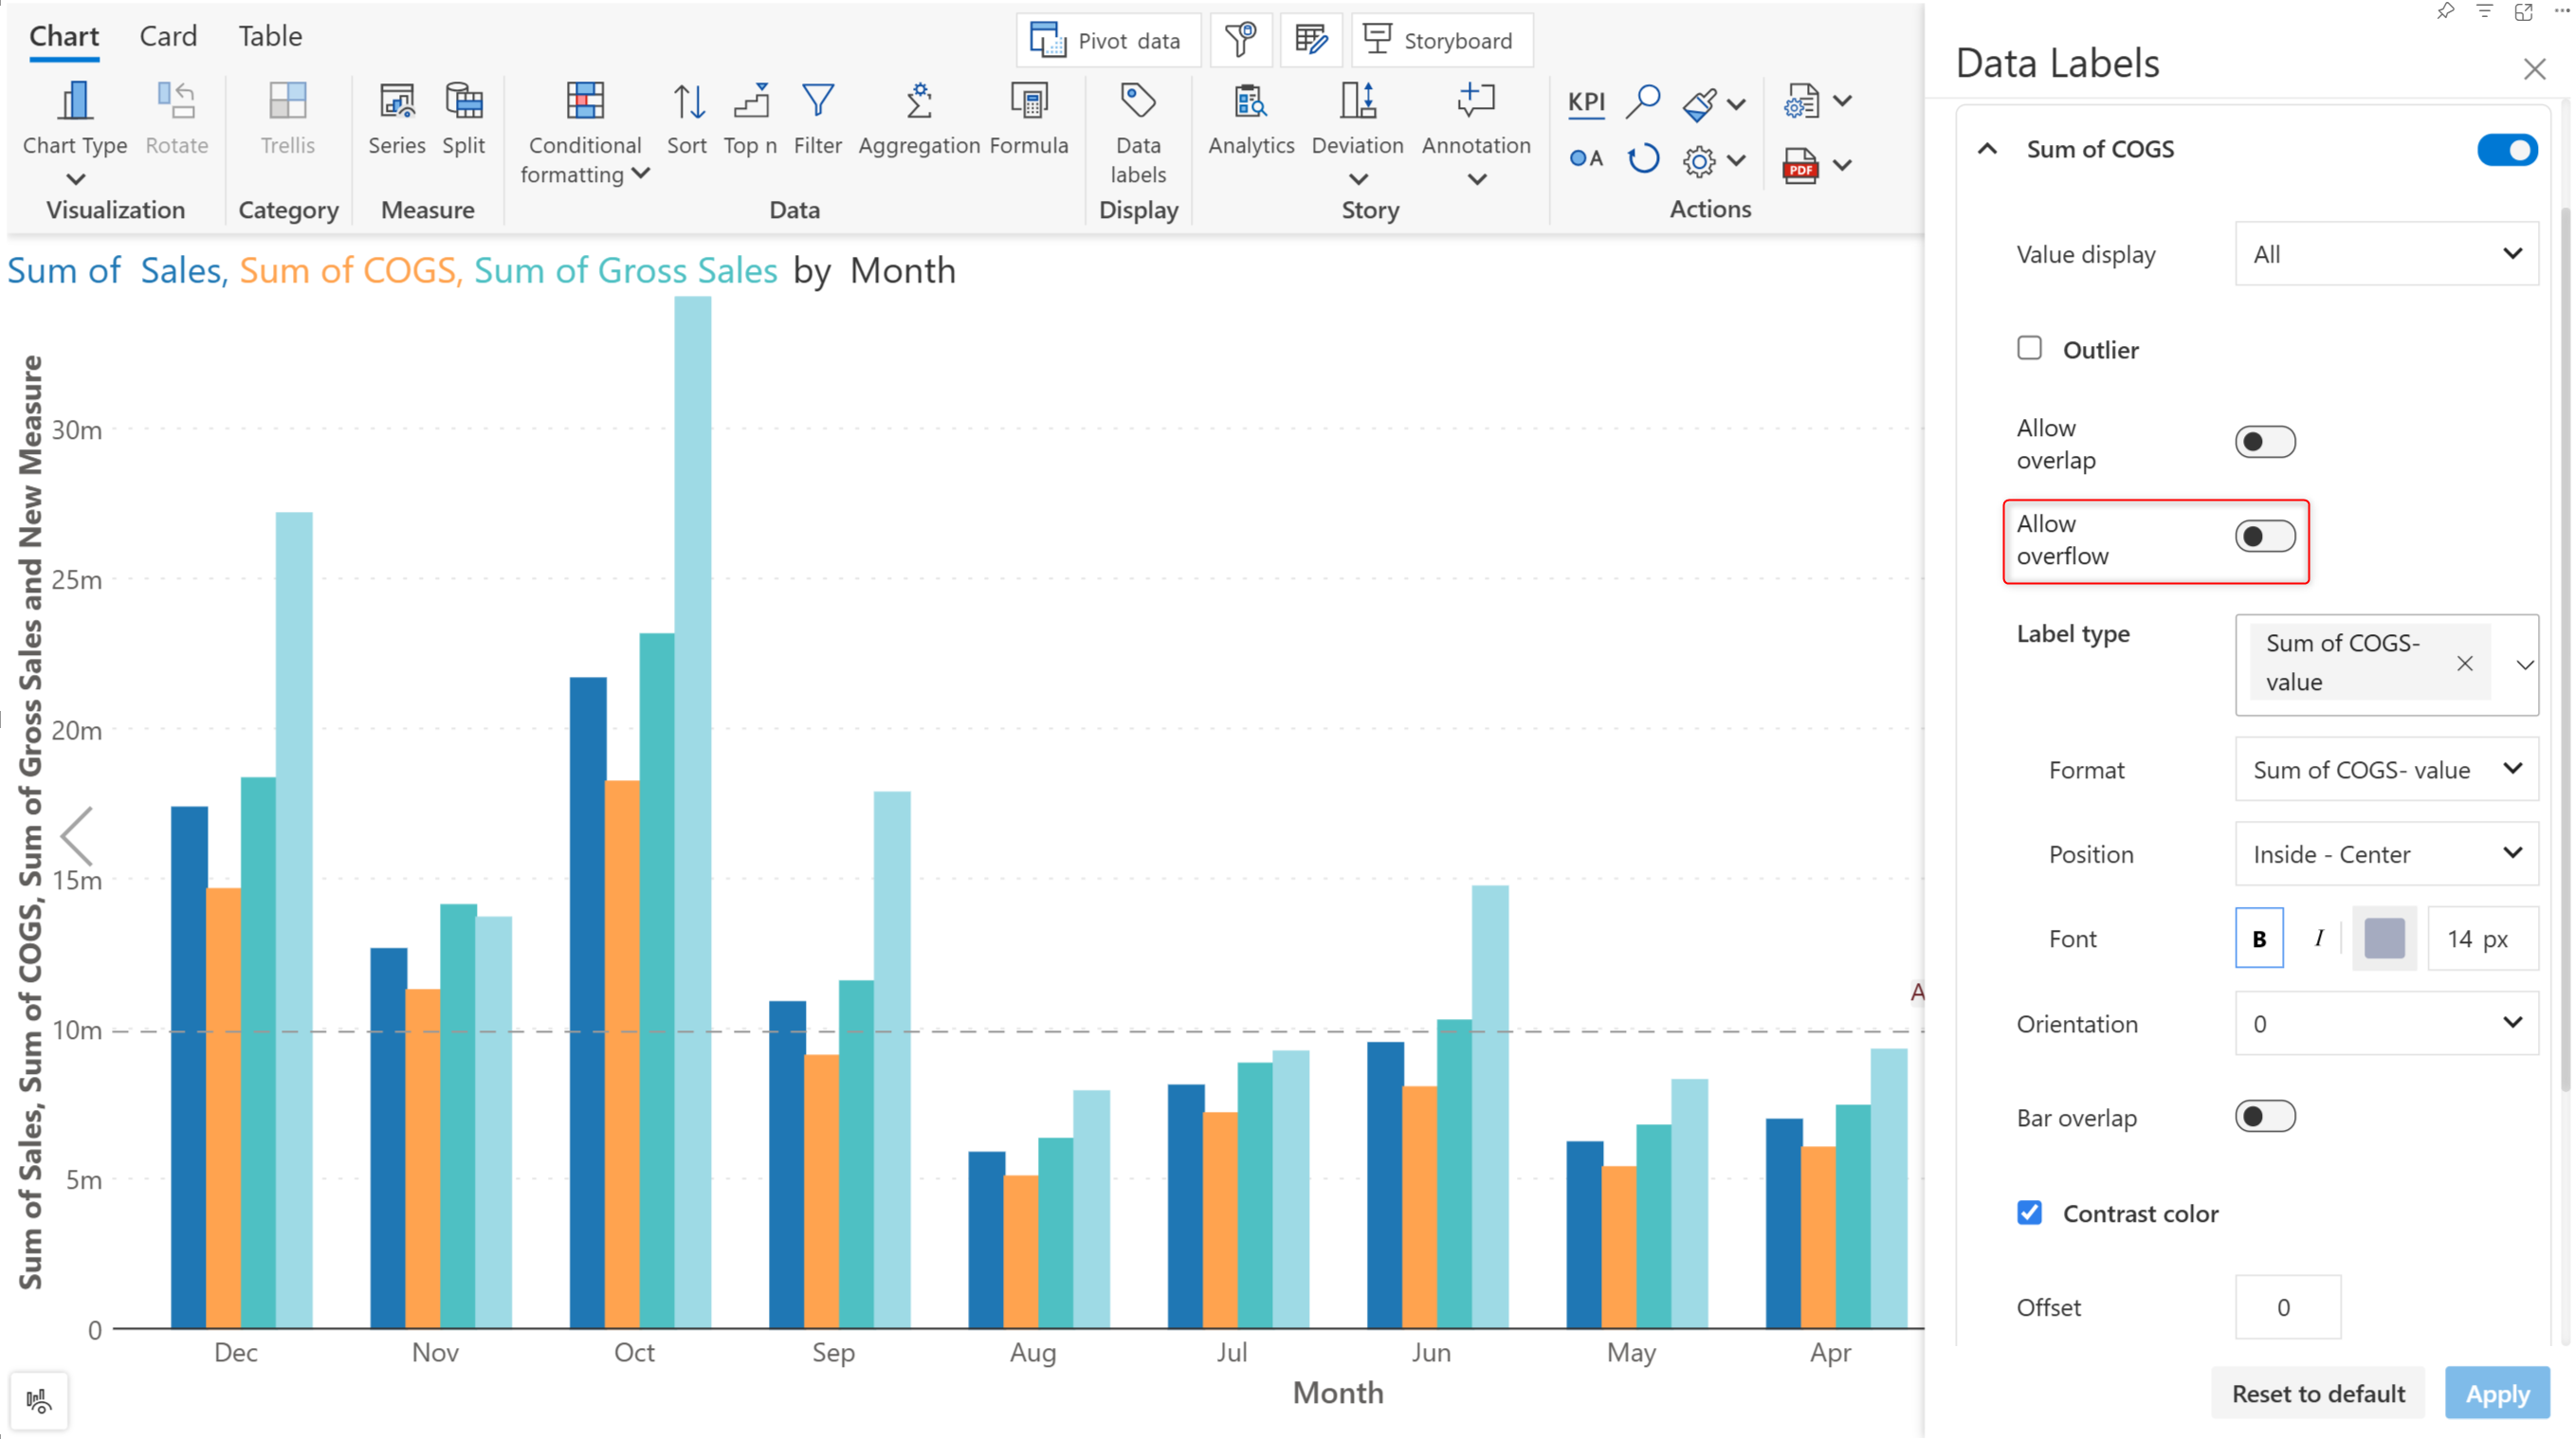 Chart Card Table
Pivot data Storyboard
Chart Type Rotate Trellis Series Split Conditional formatting Sort Top n Filter Aggregation Formula Data labels Analytics Deviation Annotation KPI
A
PDF
Visualization Category Measure Data Display Story Actions
Sum of Sales, Sum of COGS, Sum of Gross Sales by Month
Sum of Sales, Sum of COGS, Sum of Gross Sales and New Measure
30m
25m
20m
15m
10m
5m
0
A
Dec Nov Oct Sep Aug Jul Jun May Apr
Month
Data Labels
Sum of COGS
Value display All
Outlier
Allow
overlap
Allow
overflow
Label type Sum of COGS-
value
Format Sum of COGS- value
Position Inside - Center
Font B I 14 px
Orientation 0
Bar overlap
Contrast color
Offset 0
Reset to default Apply